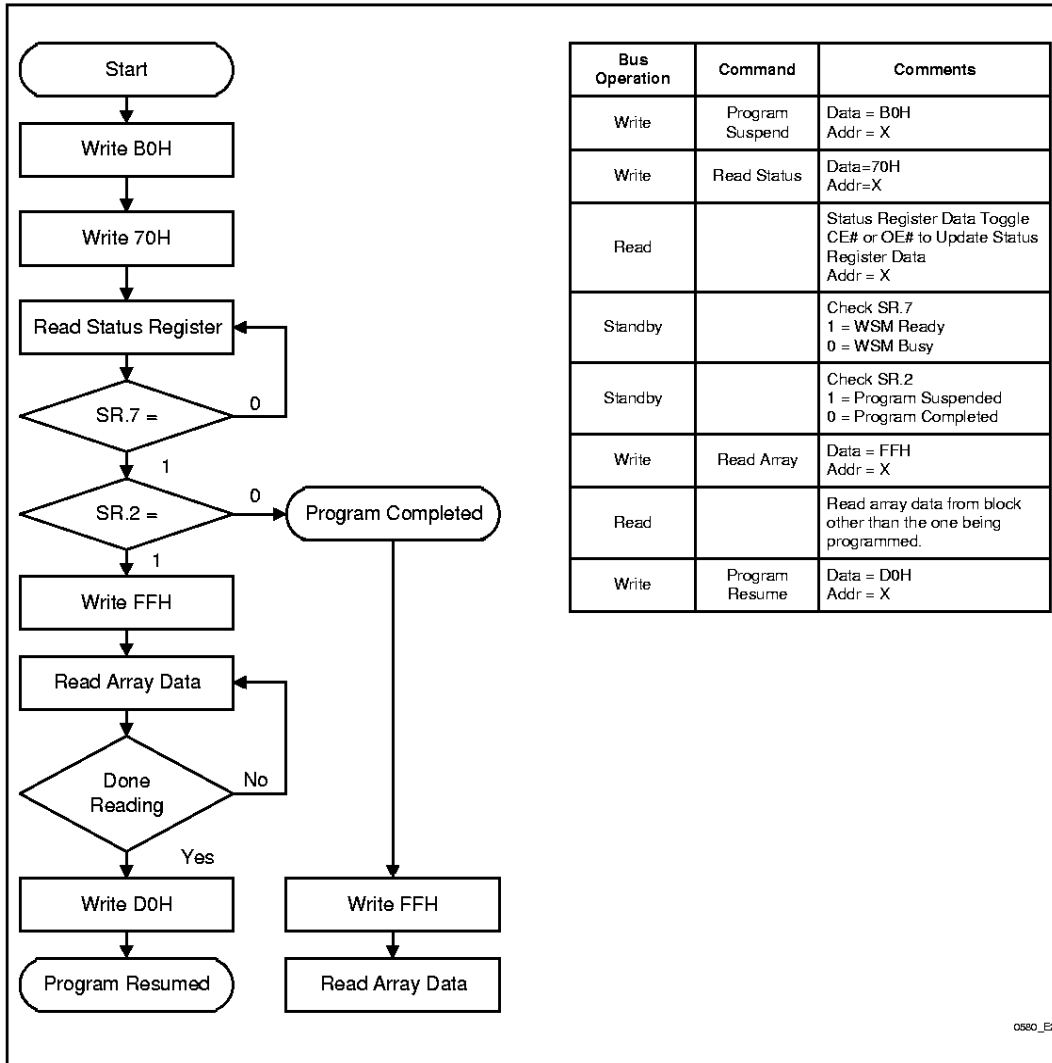 Start
Write B0H
Write 70H
Read Status Register
SR.7 =
0
1
SR.2 =
0
Program Completed
1
Write FFH
Read Array Data
Done
Reading
No
Yes
Write D0H
Write FFH
Program Resumed
Read Array Data
Bus
Operation
Command
Comments
Write
Program
Suspend
Data = B0H
Addr = X
Write
Read Status
Data=70H
Addr=X
Read
Status Register Data Toggle
CE# or OE# to Update Status
Register Data
Addr = X
Standby
Check SR.7
1 = WSM Ready
0 = WSM Busy
Standby
Check SR.2
1 = Program Suspended
0 = Program Completed
Write
Read Array
Data = FFH
Addr = X
Read
Read array data from block
other than the one being
programmed.
Write
Program
Resume
Data = D0H
Addr = X